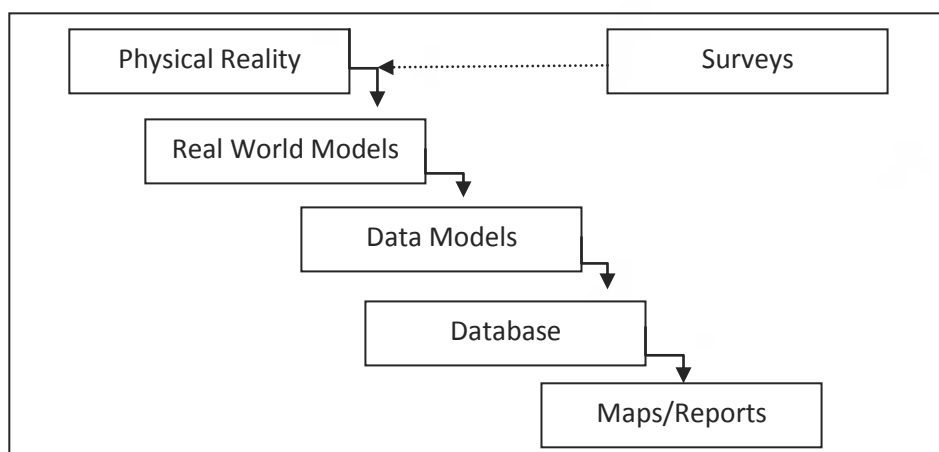 Physical Reality
Surveys
Real World Models
Data Models
Database
Maps/Reports